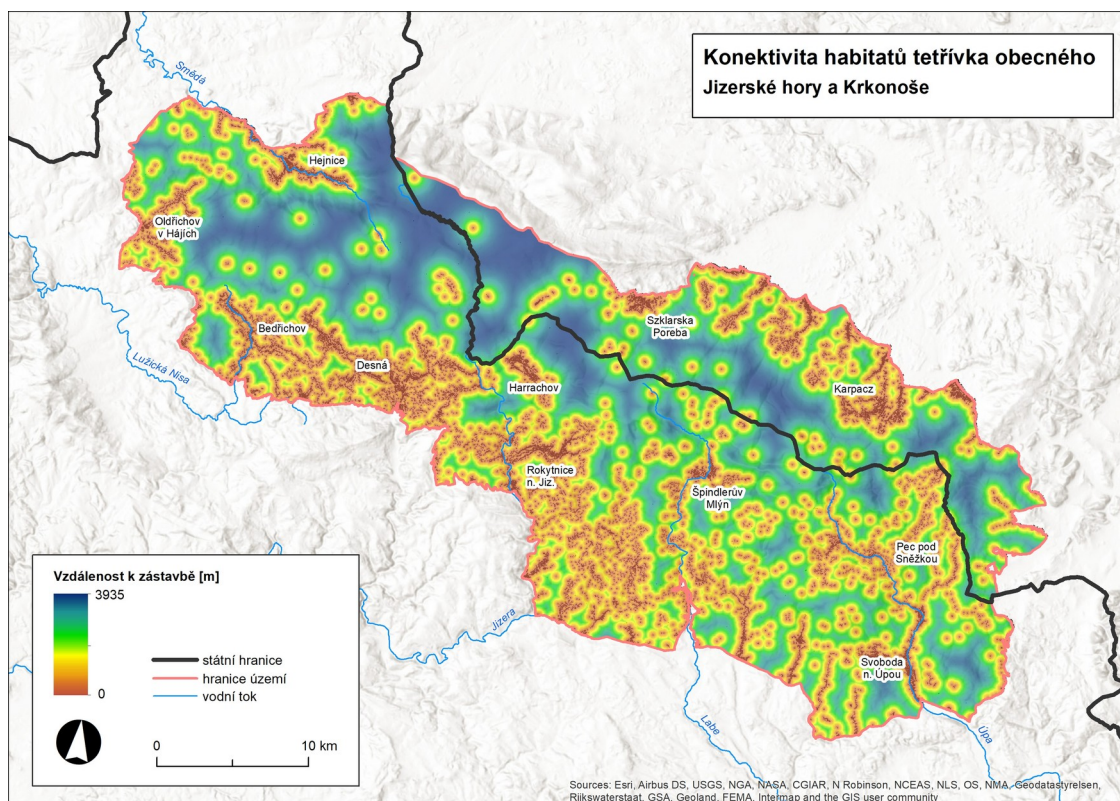 Konektivita habitatů tetřívka obecného
Jizerské hory a Krkonoše
Smědá
Hejnice
Oldřichov
v Hájích
Bedřichov
Lužická Nisa
Desná
Szklarska
Poreba
Harrachov
Karpacz
Rokytnice
n. Jiz.
Špindlerův
Mlýn
Pec pod
Sněžkou
Jizera
Svoboda
n. Úpou
Labe
Úpa
Vzdálenost k zástavbě [m]
3935
0
státní hranice
hranice území
vodní tok
0
10 km
Sources: Esri, Airbus DS, USGS, NGA, NASA, CGIAR, N Robinson, NCEAS, NLS, OS, NMA, Geodatastyrelsen,
Rijkswaterstaat, GSA, Geoland, FEMA, Intermap and the GIS user community